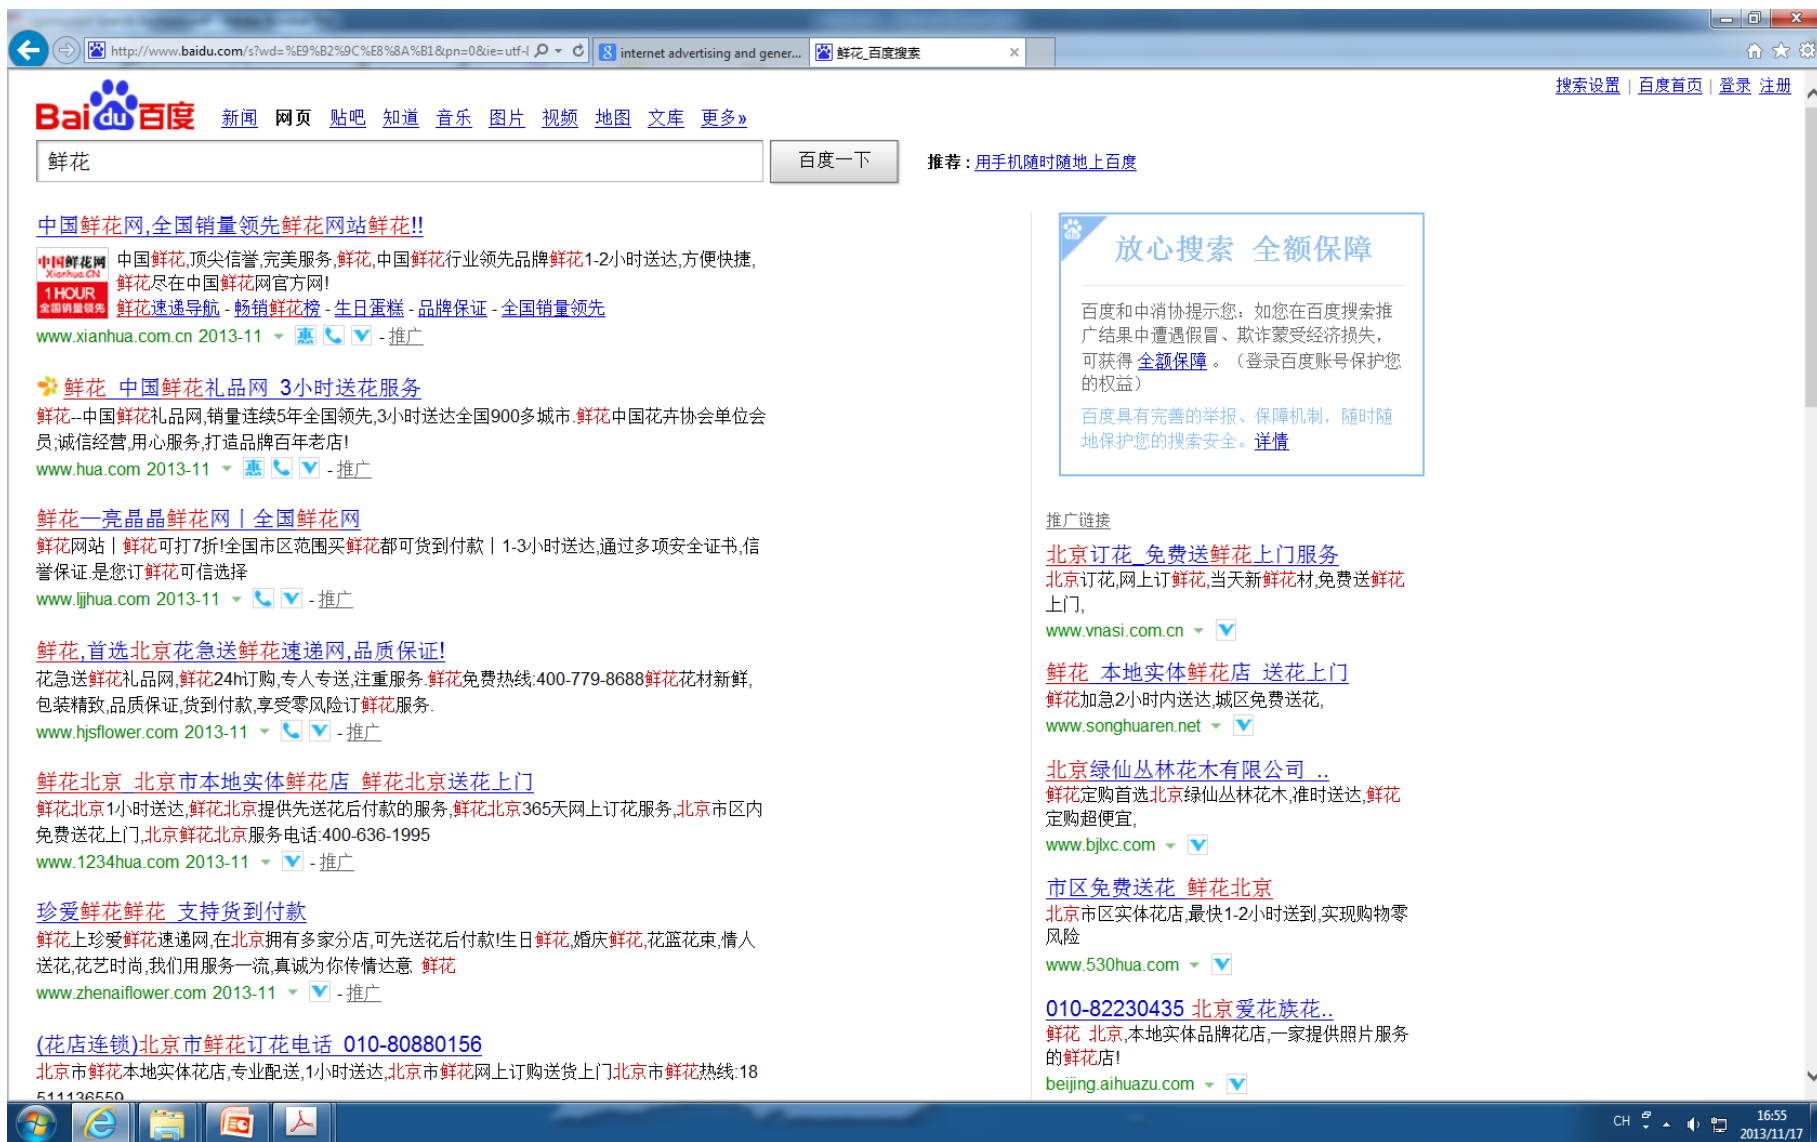 http://www.baidu.com/s?wd=%E9%B2%9C%E8%8A%B1&pn=0&ie=utf-8
internet advertising and gener...
鲜花_百度搜索
搜索设置 | 百度首页 | 登录 注册
Bai du 百度
新闻 网页 贴吧 知道 音乐 图片 视频 地图 文库 更多»
鲜花
百度一下
推荐 : 用手机随时随地上百度
中国鲜花网,全国销量领先鲜花网站鲜花!!
中国鲜花网
Xianhua.CN
1 HOUR
全国销量领先
中国鲜花,顶尖信誉,完美服务,鲜花,中国鲜花行业领先品牌鲜花1-2小时送达,方便快捷,
鲜花尽在中国鲜花网官方网!
鲜花速递导航 - 畅销鲜花榜 - 生日蛋糕 - 品牌保证 - 全国销量领先
www.xianhua.com.cn 2013-11 惠 V - 推广
鲜花 中国鲜花礼品网 3小时送花服务
鲜花--中国鲜花礼品网,销量连续5年全国领先,3小时送达全国900多城市.鲜花中国花卉协会单位会
员;诚信经营,用心服务,打造品牌百年老店!
www.hua.com 2013-11 惠 V - 推广
鲜花—亮晶晶鲜花网丨全国鲜花网
鲜花网站丨鲜花可打7折!全国市区范围买鲜花都可货到付款丨1-3小时送达,通过多项安全证书,信
誉保证.是您订鲜花可信选择
www.ljjhua.com 2013-11 V - 推广
鲜花,首选北京花急送鲜花速递网,品质保证!
花急送鲜花礼品网,鲜花24h订购,专人专送,注重服务.鲜花免费热线:400-779-8688鲜花花材新鲜,
包装精致,品质保证,货到付款,享受零风险订鲜花服务.
www.hjsflower.com 2013-11 V - 推广
鲜花北京 北京市本地实体鲜花店 鲜花北京送花上门
鲜花北京1小时送达,鲜花北京提供先送花后付款的服务,鲜花北京365天网上订花服务,北京市区内
免费送花上门,北京鲜花北京服务电话:400-636-1995
www.1234hua.com 2013-11 V - 推广
珍爱鲜花鲜花 支持货到付款
鲜花上珍爱鲜花速递网,在北京拥有多家分店,可先送花后付款!生日鲜花,婚庆鲜花,花篮花束,情人
送花,花艺时尚,我们用服务一流,真诚为你传情达意 鲜花
www.zhenaiflower.com 2013-11 V - 推广
(花店连锁)北京市鲜花订花电话 010-80880156
北京市鲜花本地实体花店,专业配送,1小时送达,北京市鲜花网上订购送货上门北京市鲜花热线:18
511136559
放心搜索 全额保障
百度和中消协提示您：如您在百度搜索推
广结果中遭遇假冒、欺诈蒙受经济损失，
可获得 全额保障 。（登录百度账号保护您
的权益）
百度具有完善的举报、保障机制，随时随
地保护您的搜索安全。详情
推广链接
北京订花_免费送鲜花上门服务
北京订花,网上订鲜花,当天新鲜花材,免费送鲜花
上门,
www.vnasi.com.cn V
鲜花 本地实体鲜花店 送花上门
鲜花加急2小时内送达,城区免费送花,
www.songhuaren.net V
北京绿仙丛林花木有限公司 ..
鲜花定购首选北京绿仙丛林花木,准时送达,鲜花
定购超便宜,
www.bjlxc.com V
市区免费送花 鲜花北京
北京市区实体花店,最快1-2小时送到,实现购物零
风险
www.530hua.com V
010-82230435 北京爱花族花..
鲜花 北京,本地实体品牌花店,一家提供照片服务
的鲜花店!
beijing.aihuazu.com V
CH
16:55
2013/11/17